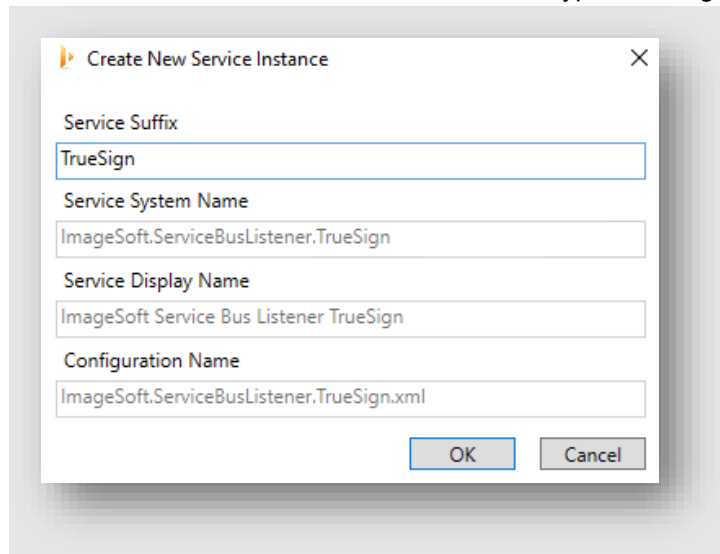 Create New Service Instance
Service Suffix
TrueSign
Service System Name
ImageSoft.ServiceBusListener.TrueSign
Service Display Name
ImageSoft Service Bus Listener TrueSign
Configuration Name
ImageSoft.ServiceBusListener.TrueSign.xml
OK Cancel